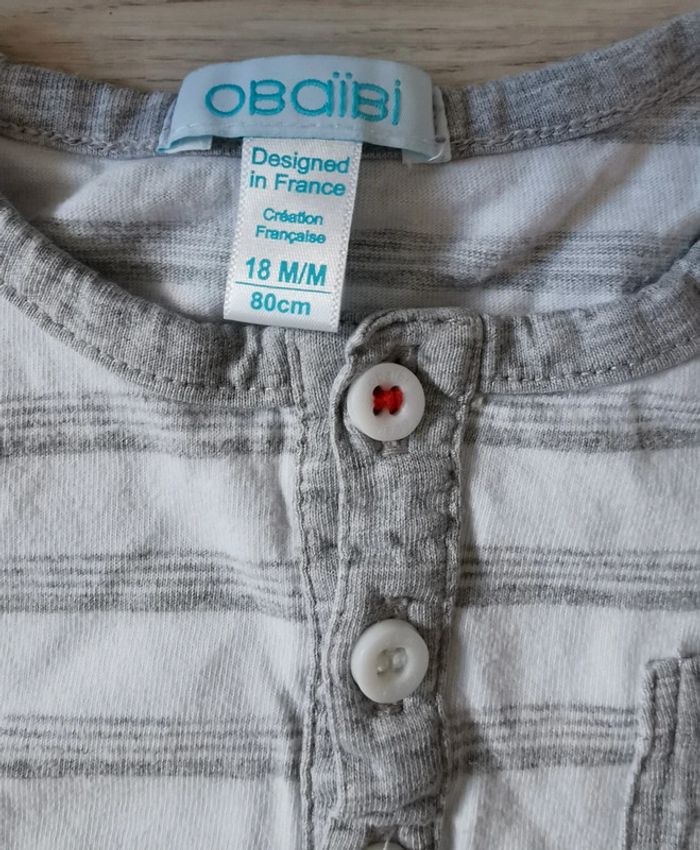 OBaïBi
Designed
in France
Création
Française
18 M/M
80cm